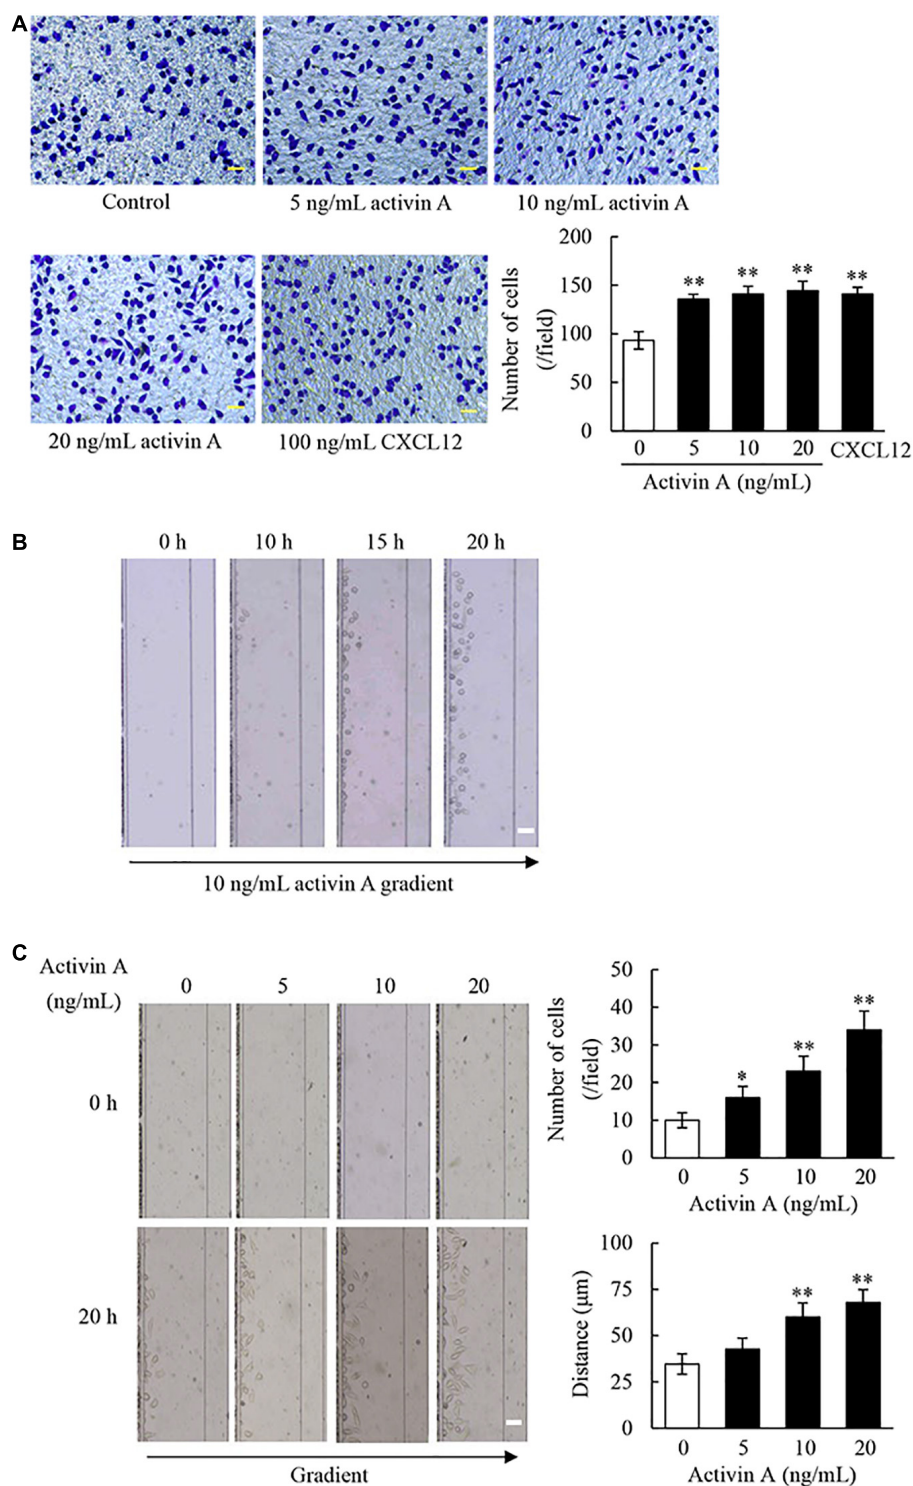 A
Control
5 ng/mL activin A
10 ng/mL activin A
20 ng/mL activin A
100 ng/mL CXCL12
Number of cells
(/field)
200
150
100
50
0
**
**
**
**
0
5
10
20
CXCL12
Activin A (ng/mL)
B
0 h
10 h
15 h
20 h
10 ng/mL activin A gradient
C
Activin A
(ng/mL)
0
5
10
20
0 h
20 h
Gradient
Number of cells
(/field)
50
40
30
20
10
0
*
**
**
0
5
10
20
Activin A (ng/mL)
Distance (µm)
100
75
50
25
0
**
**
0
5
10
20
Activin A (ng/mL)